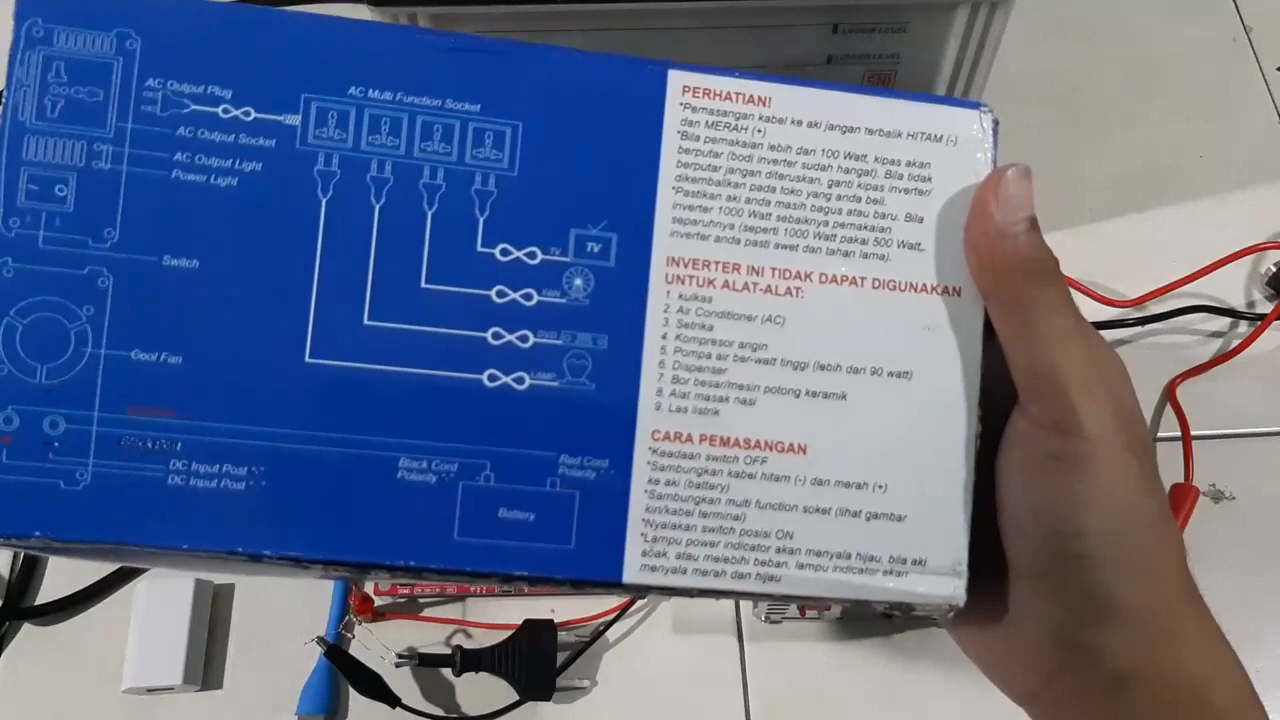 UPPER LEVEL
LOWER LEVEL
SNI
AC Output Plug
AC Multi Function Socket
AC Output Socket
AC Output Light
Power Light
Switch
TV
TV
FAN
DVD
LAMP
Cool Fan
Black Post
DC Input Post "-"
DC Input Post "-"
Black Cord
Polarity "-"
Red Cord
Polarity
Battery
PERHATIAN!
*Pemasangan kabel ke aki jangan terbalik HITAM (-)
dan MERAH (+)
*Bila pemakaian lebih dari 100 Watt, kipas akan
berputar (bodi inverter sudah hangat). Bila tidak
berputar jangan diteruskan, ganti kipas inverter/
dikembalikan pada toko yang anda beli.
*Pastikan aki anda masih bagus atau baru. Bila
inverter 1000 Watt sebaiknya pemakaian
separuhnya (seperti 1000 Watt pakai 500 Watt,
inverter anda pasti awet dan tahan lama).
INVERTER INI TIDAK DAPAT DIGUNAKAN
UNTUK ALAT-ALAT:
1. kulkas
2. Air Conditioner (AC)
3. Setrika
4. Kompresor angin
5. Pompa air ber-watt tinggi (lebih dari 90 watt)
6. Dispenser
7. Bor besar/mesin potong keramik
8. Alat masak nasi
9. Las listrik
CARA PEMASANGAN
*Keadaan switch OFF
*Sambungkan kabel hitam (-) dan merah (+)
ke aki (battery)
*Sambungkan multi function soket (lihat gambar
kiri/kabel terminal)
*Nyalakan switch posisi ON
*Lampu power indicator akan menyala hijau, bila aki
soak, atau melebihi beban, lampu indicator akan
menyala merah dan hijau